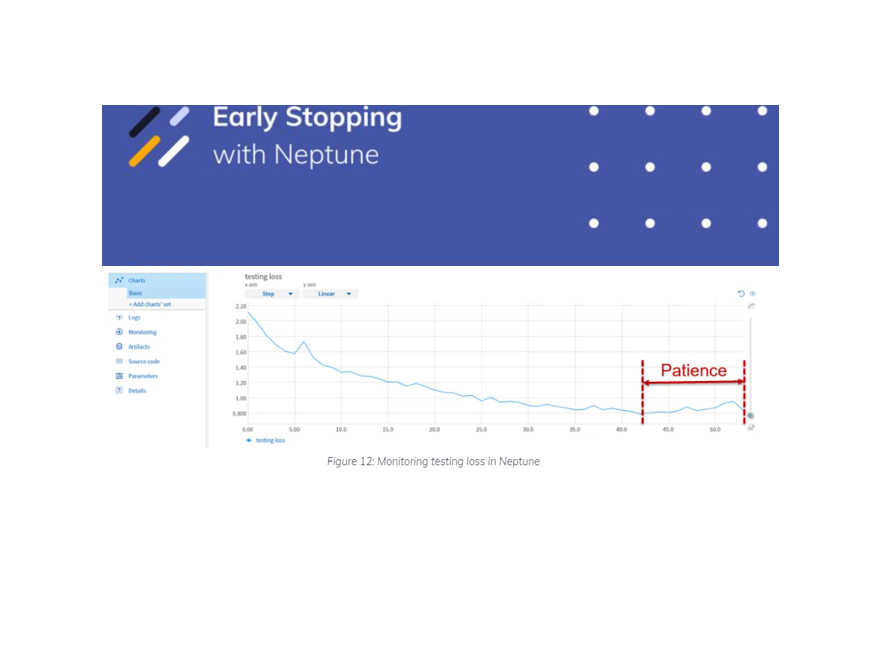 Early Stopping
with Neptune
Charts
Basic
+ Add charts' set
Logs
Monitoring
Artifacts
Source code
Parameters
Details
testing loss
x-axis y-axis
Step Linear
2.20
2.00
1.80
1.60
1.40
1.20
1.00
0.800
Patience
0.00 5.00 10.0 15.0 20.0 25.0 30.0 35.0 40.0 45.0 50.0
testing loss
Figure 12: Monitoring testing loss in Neptune